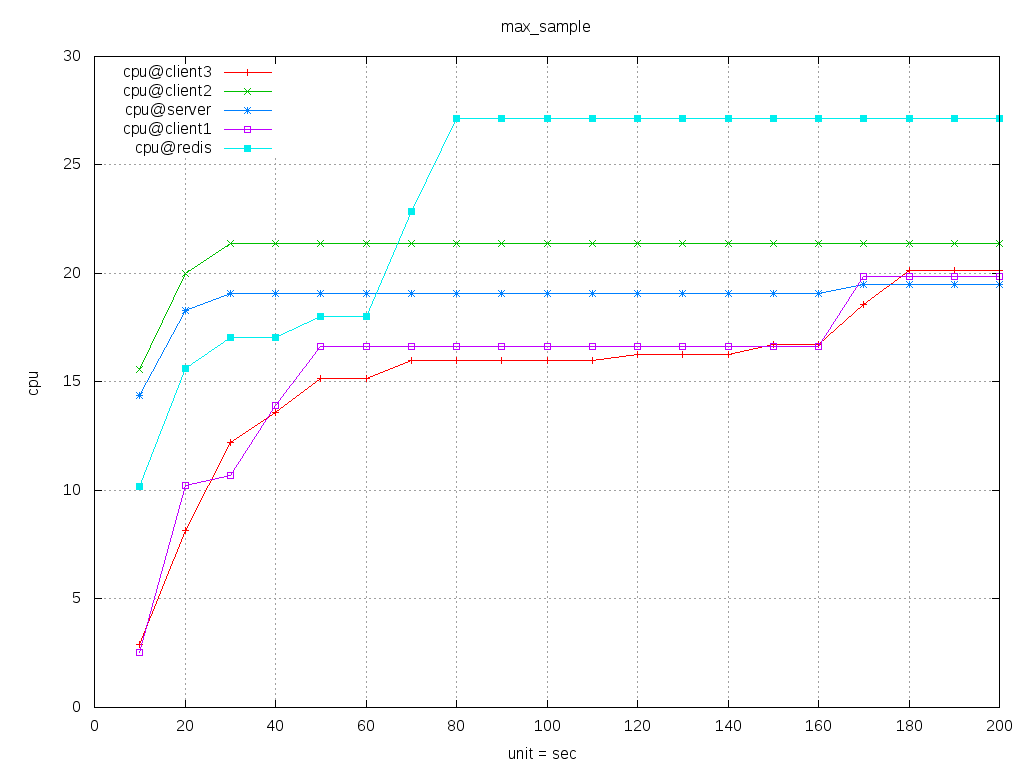 max_sample
cpu@client3
cpu@client2
cpu@server
cpu@client1
cpu@redis
30
25
20
15
10
5
0
cpu
0 20 40 60 80 100 120 140 160 180 200
unit = sec